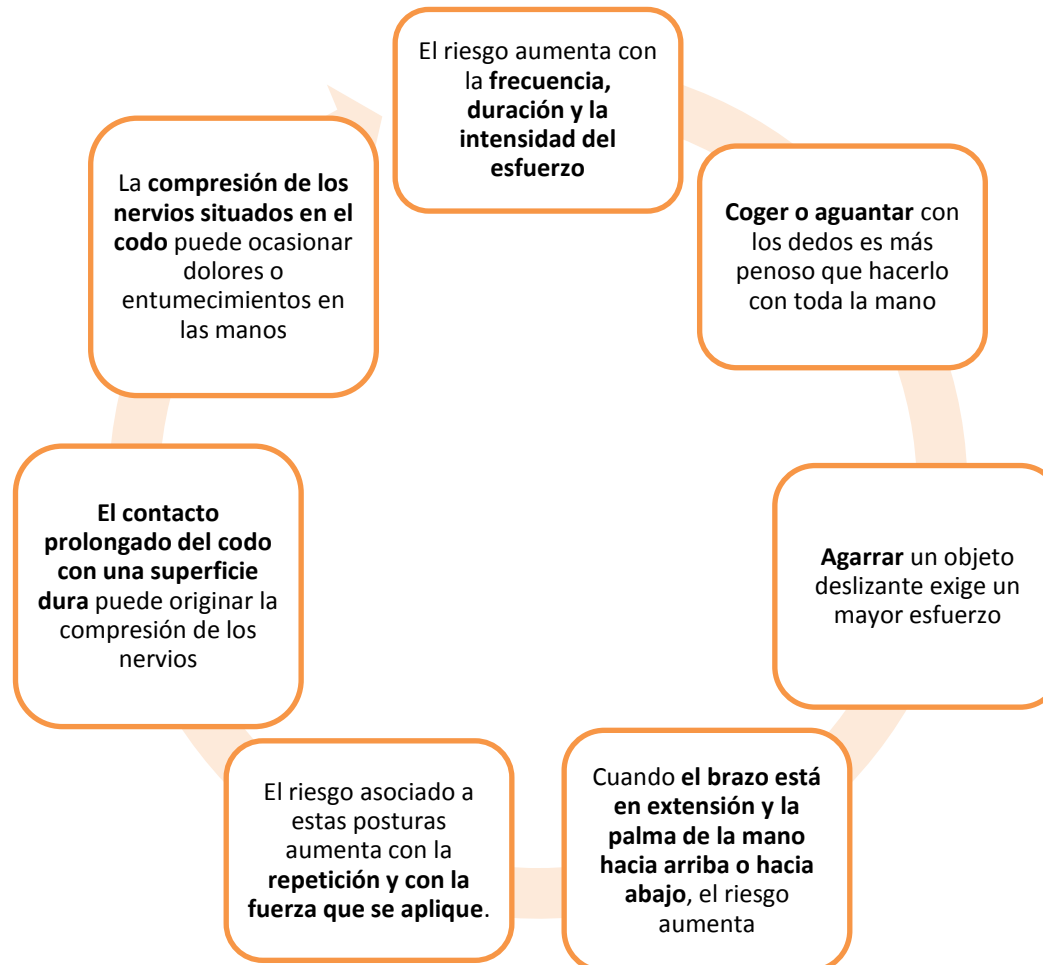 El riesgo aumenta con
la frecuencia,
duración y la
intensidad del
esfuerzo
Coger o aguantar con
los dedos es más
penoso que hacerlo
con toda la mano
Agarrar un objeto
deslizante exige un
mayor esfuerzo
Cuando el brazo está
en extensión y la
palma de la mano
hacia arriba o hacia
abajo, el riesgo
aumenta
El riesgo asociado a
estas posturas
aumenta con la
repetición y con la
fuerza que se aplique.
El contacto
prolongado del codo
con una superficie
dura puede originar la
compresión de los
nervios
La compresión de los
nervios situados en el
codo puede ocasionar
dolores o
entumecimientos en
las manos